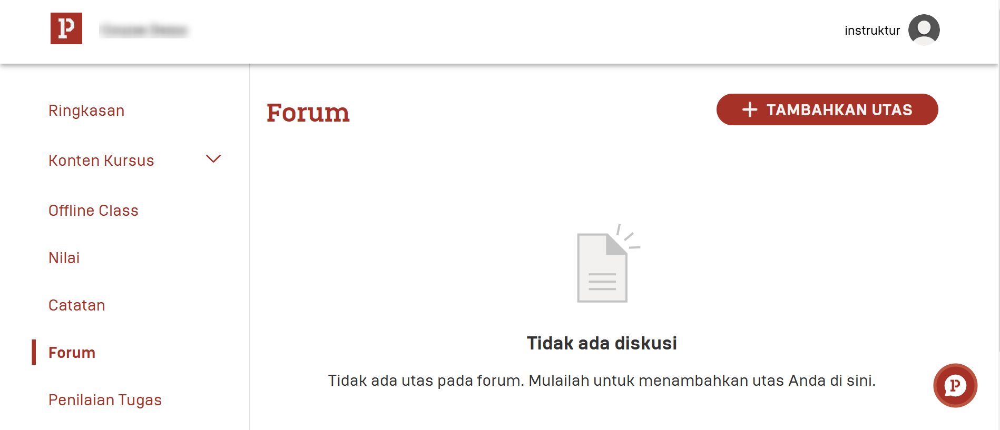 P
instruktur
Ringkasan
Konten Kursus
Offline Class
Nilai
Catatan
Forum
Penilaian Tugas
Forum
TAMBAHKAN UTAS
Tidak ada diskusi
Tidak ada utas pada forum. Mulailah untuk menambahkan utas Anda di sini.
P